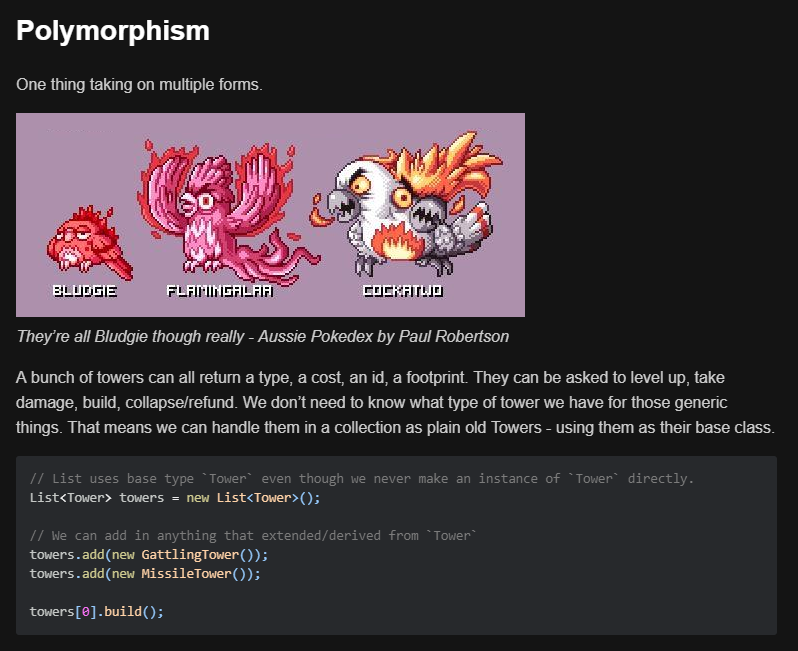 Polymorphism
One thing taking on multiple forms.
BLUDGIE
FLAMINGALAH
COCKATWO
They're all Bludgie though really - Aussie Pokedex by Paul Robertson
A bunch of towers can all return a type, a cost, an id, a footprint. They can be asked to level up, take
damage, build, collapse/refund. We don't need to know what type of tower we have for those generic
things. That means we can handle them in a collection as plain old Towers - using them as their base class.
// List uses base type `Tower` even though we never make an instance of `Tower` directly.
List<Tower> towers = new List<Tower>();
// We can add in anything that extended/derived from `Tower`
towers.add(new GattlingTower());
towers.add(new MissileTower());
towers[0].build();